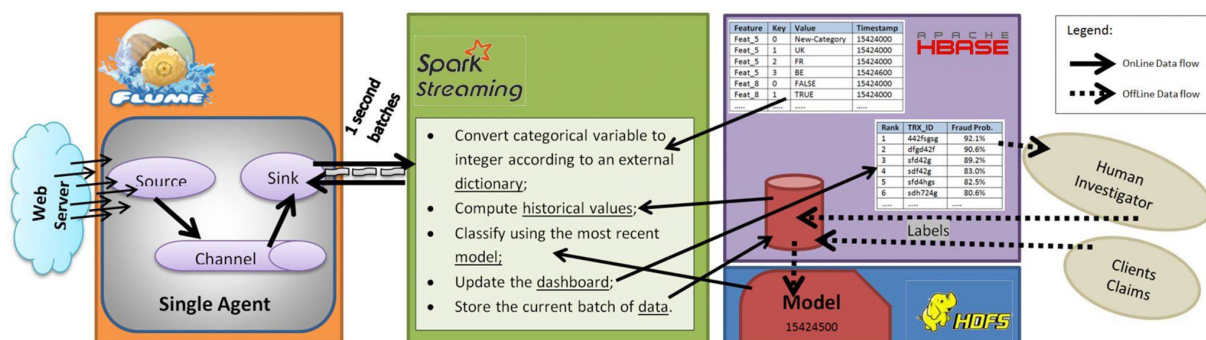 FLUME
Web
Server
Source
Sink
Channel
Single Agent
1 second
batches
Spark
Streaming
• Convert categorical variable to
integer according to an external
dictionary;
• Compute historical values;
• Classify using the most recent
model;
• Update the dashboard;
• Store the current batch of data.
Feature Key Value Timestamp
Feat_5 0 New-Category 15424000
Feat_5 1 UK 15424000
Feat_5 2 FR 15424000
Feat_5 3 BE 15424600
Feat_8 0 FALSE 15424000
Feat_8 1 TRUE 15424000
..... ..... ..... .....
APACHE
HBASE
Rank TRX_ID Fraud Prob.
1 442fsgsg 92.1%
2 dfgd42f 90.6%
3 sfd42g 89.2%
4 sdf42g 83.0%
5 sfd4hgs 82.5%
6 sdh724g 80.6%
..... ..... .....
Labels
Model
15424500
HDFS
Legend:
OnLine Data flow
OffLine Data flow
Human
Investigator
Clients
Claims